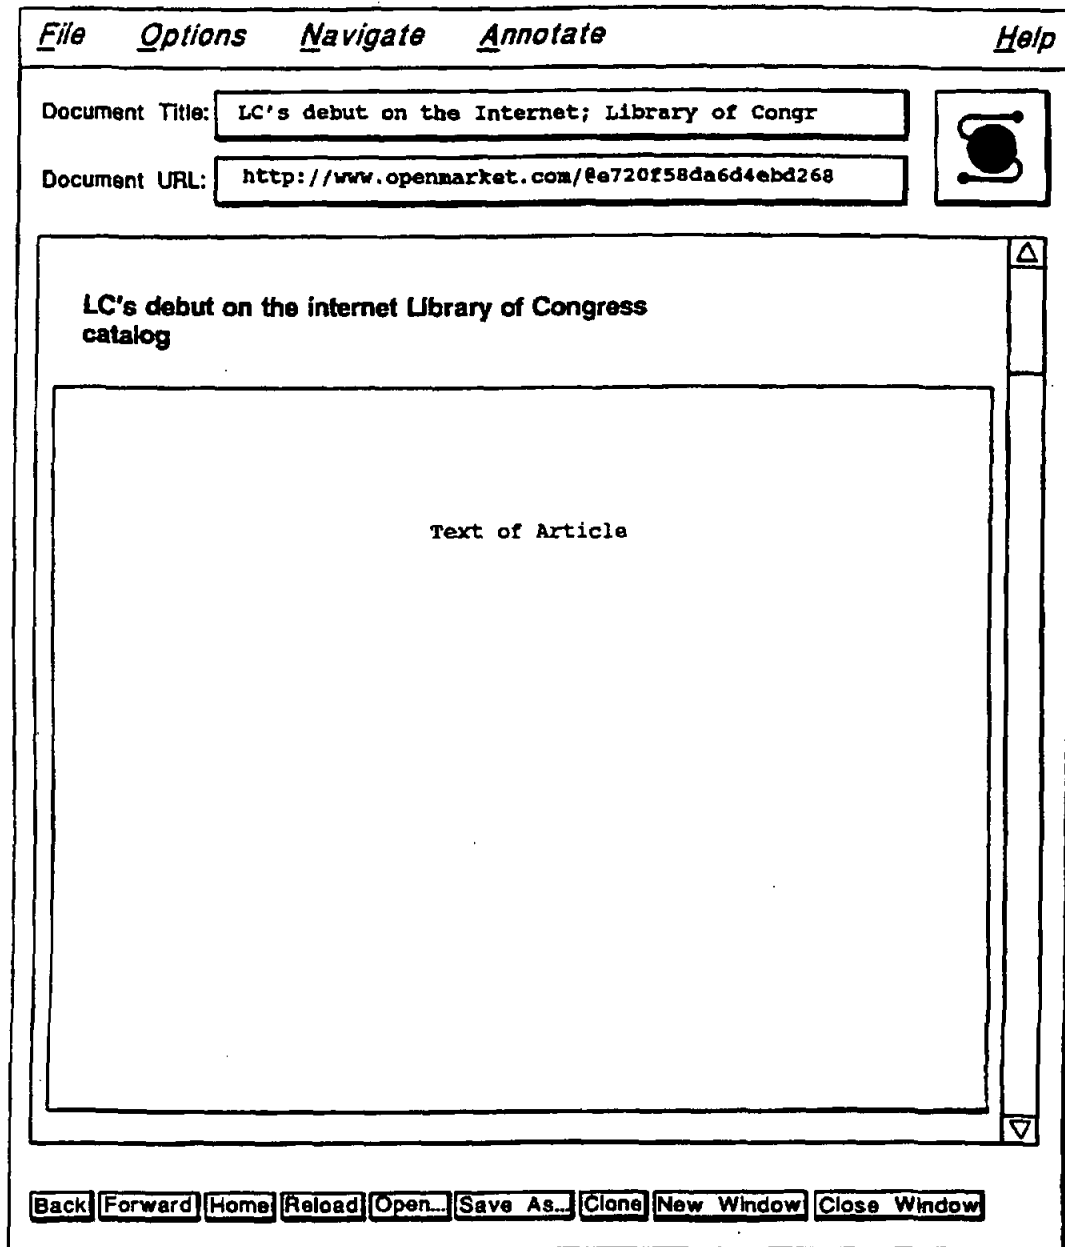 File Options Navigate Annotate Help
Document Title: LC's debut on the Internet; Library of Congr
Document URL: http://www.openmarket.com/@e720f58da6d4ebd268
LC's debut on the internet Library of Congress
catalog
Text of Article
Back Forward Home Reload Open... Save As... Clone New Window Close Window